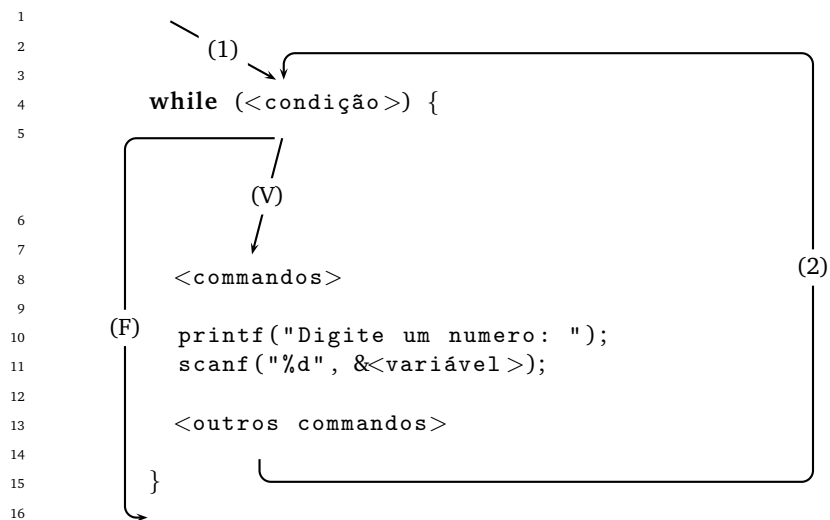 1
2 (1)
3
4 while (<condição>) {
5
(V)
6
7
8 <commandos> (2)
9
(F)
10 printf("Digite um numero: ");
11 scanf("%d", &<variável>);
12
13 <outros commandos>
14
15 }
16